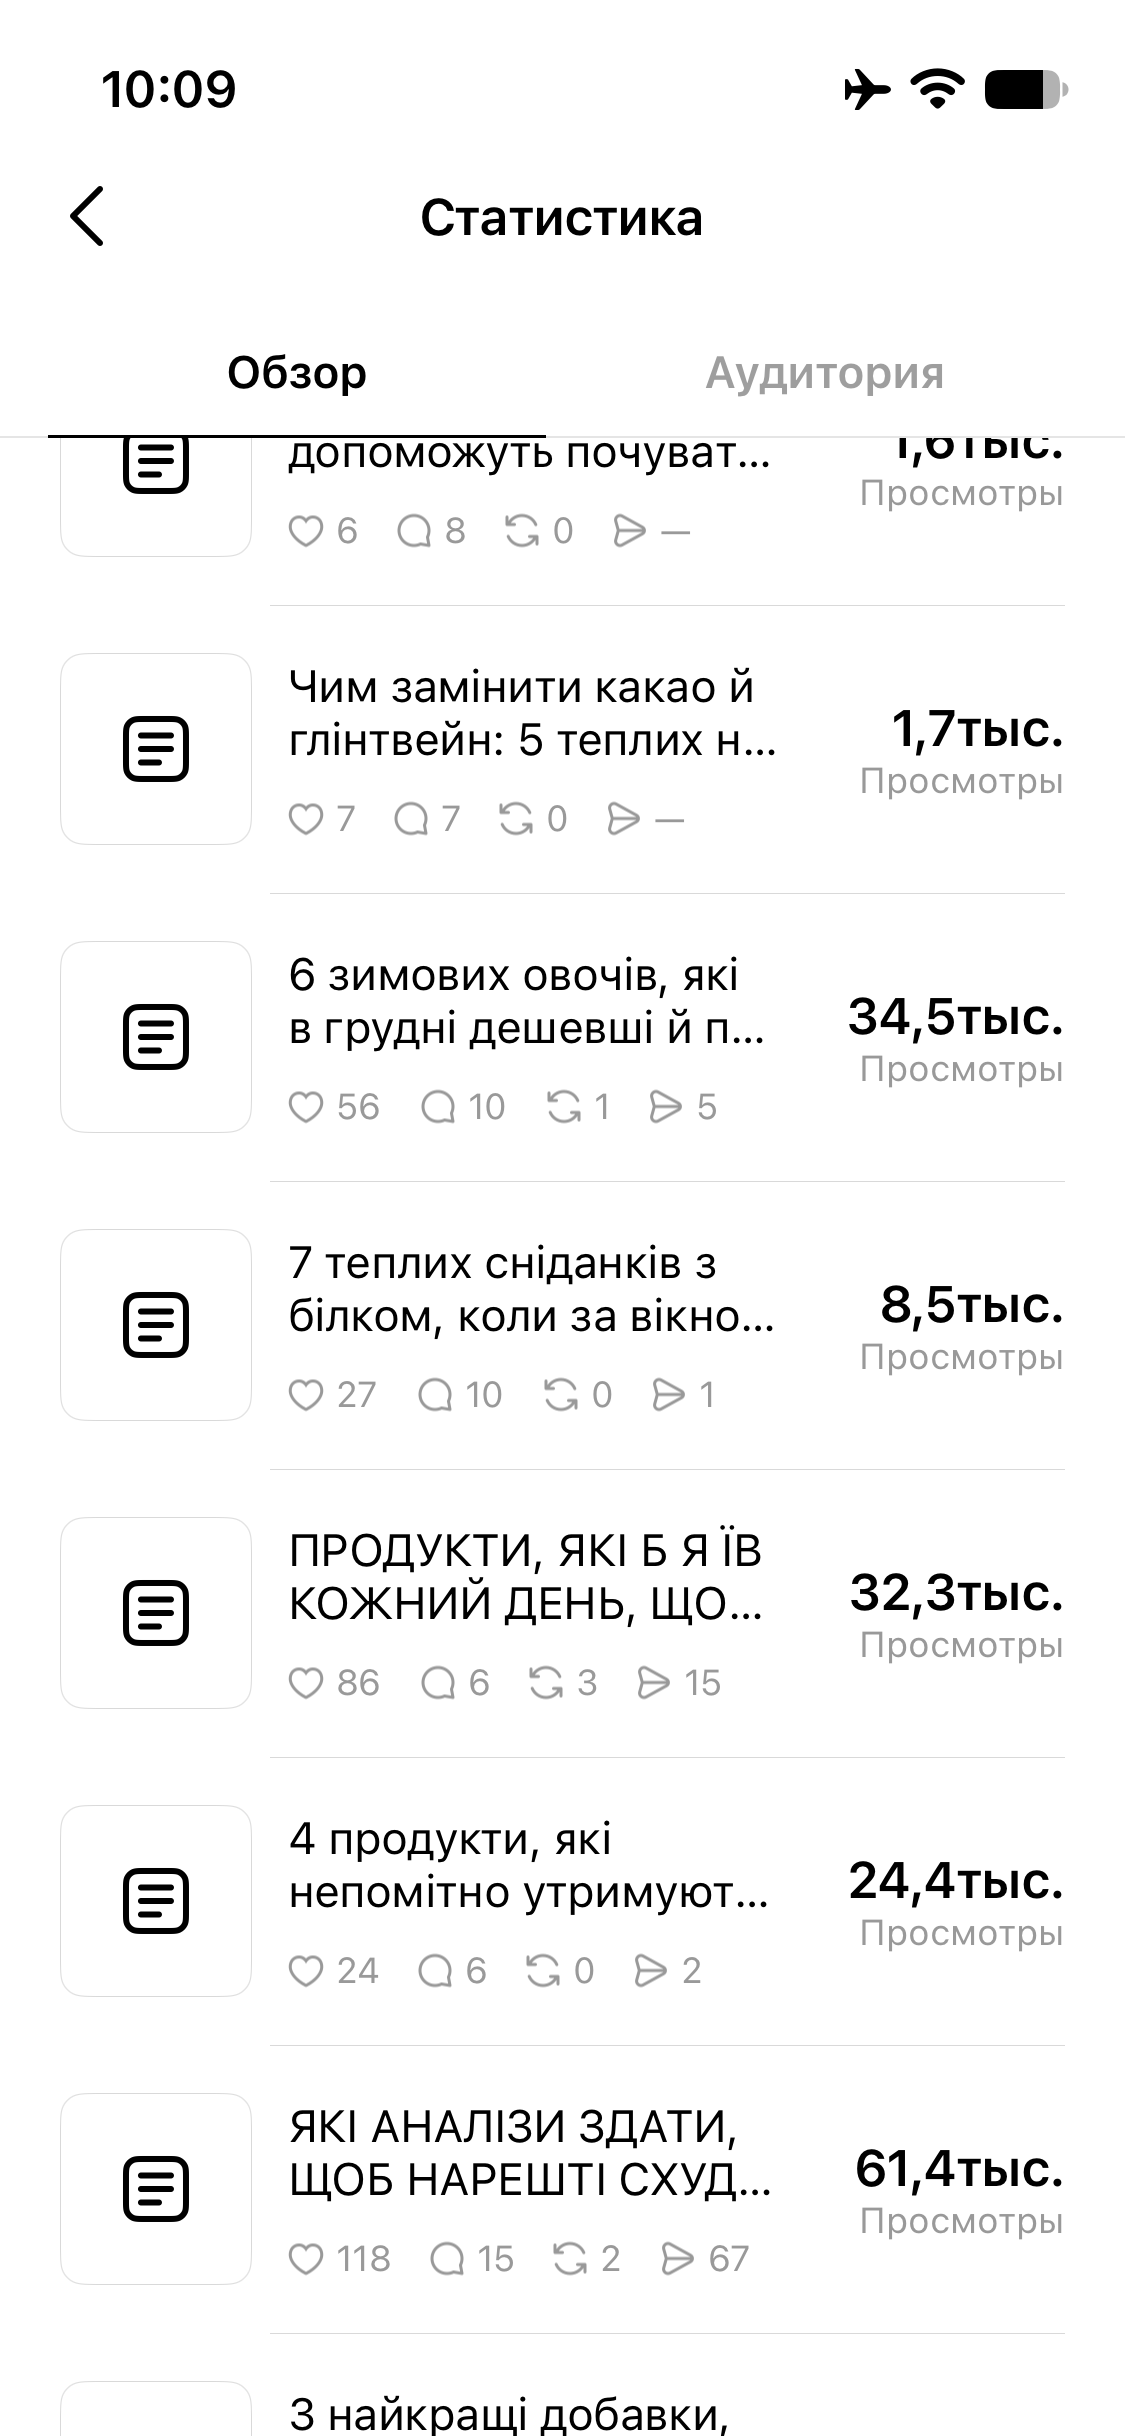 10:09
Статистика
Обзор
Аудитория
допоможуть почуват...
1,6тыс.
Просмотры
6 8 0 —
Чим замінити какао й
глінтвейн: 5 теплих н...
1,7тыс.
Просмотры
7 7 0 —
6 зимових овочів, які
в грудні дешевші й п...
34,5тыс.
Просмотры
56 10 1 5
7 теплих сніданків з
білком, коли за вікно...
8,5тыс.
Просмотры
27 10 0 1
ПРОДУКТИ, ЯКІ Б Я ЇВ
КОЖНИЙ ДЕНЬ, ЩО...
32,3тыс.
Просмотры
86 6 3 15
4 продукти, які
непомітно утримуют...
24,4тыс.
Просмотры
24 6 0 2
ЯКІ АНАЛІЗИ ЗДАТИ,
ЩОБ НАРЕШТІ СХУД...
61,4тыс.
Просмотры
118 15 2 67
3 найкращі добавки,